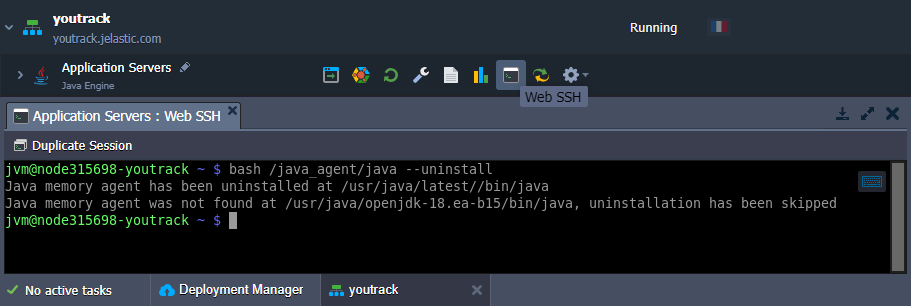 youtrack
youtrack.jelastic.com
Running
Application Servers
Java Engine
Web SSH
Application Servers : Web SSH
Duplicate Session
jvm@node315698-youtrack ~ $ bash /java_agent/java --uninstall
Java memory agent has been uninstalled at /usr/java/latest//bin/java
Java memory agent was not found at /usr/java/openjdk-18.ea-b15/bin/java, uninstallation has been skipped
jvm@node315698-youtrack ~ $
No active tasks
Deployment Manager
youtrack